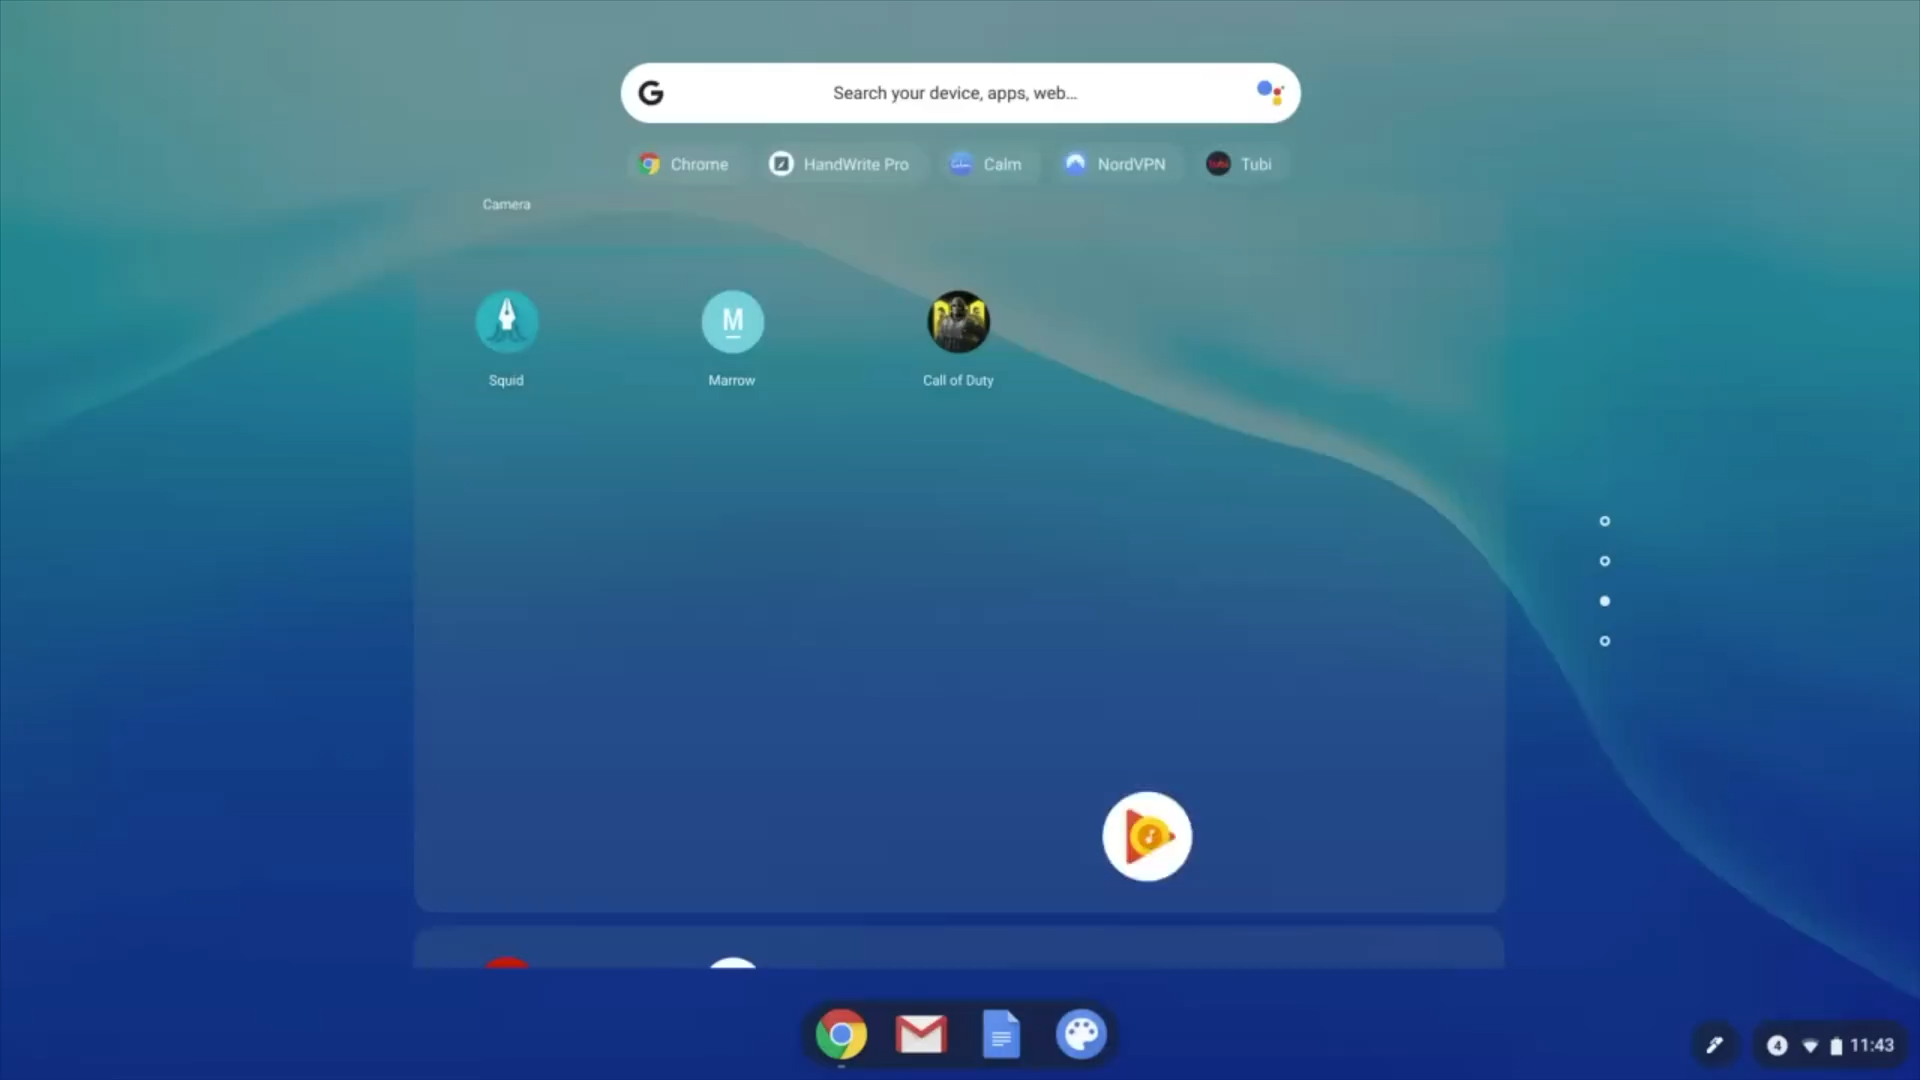 G Search your device, apps, web...
Chrome HandWrite Pro Calm NordVPN Tubi
Camera
M
Squid Marrow Call of Duty
4 11:43